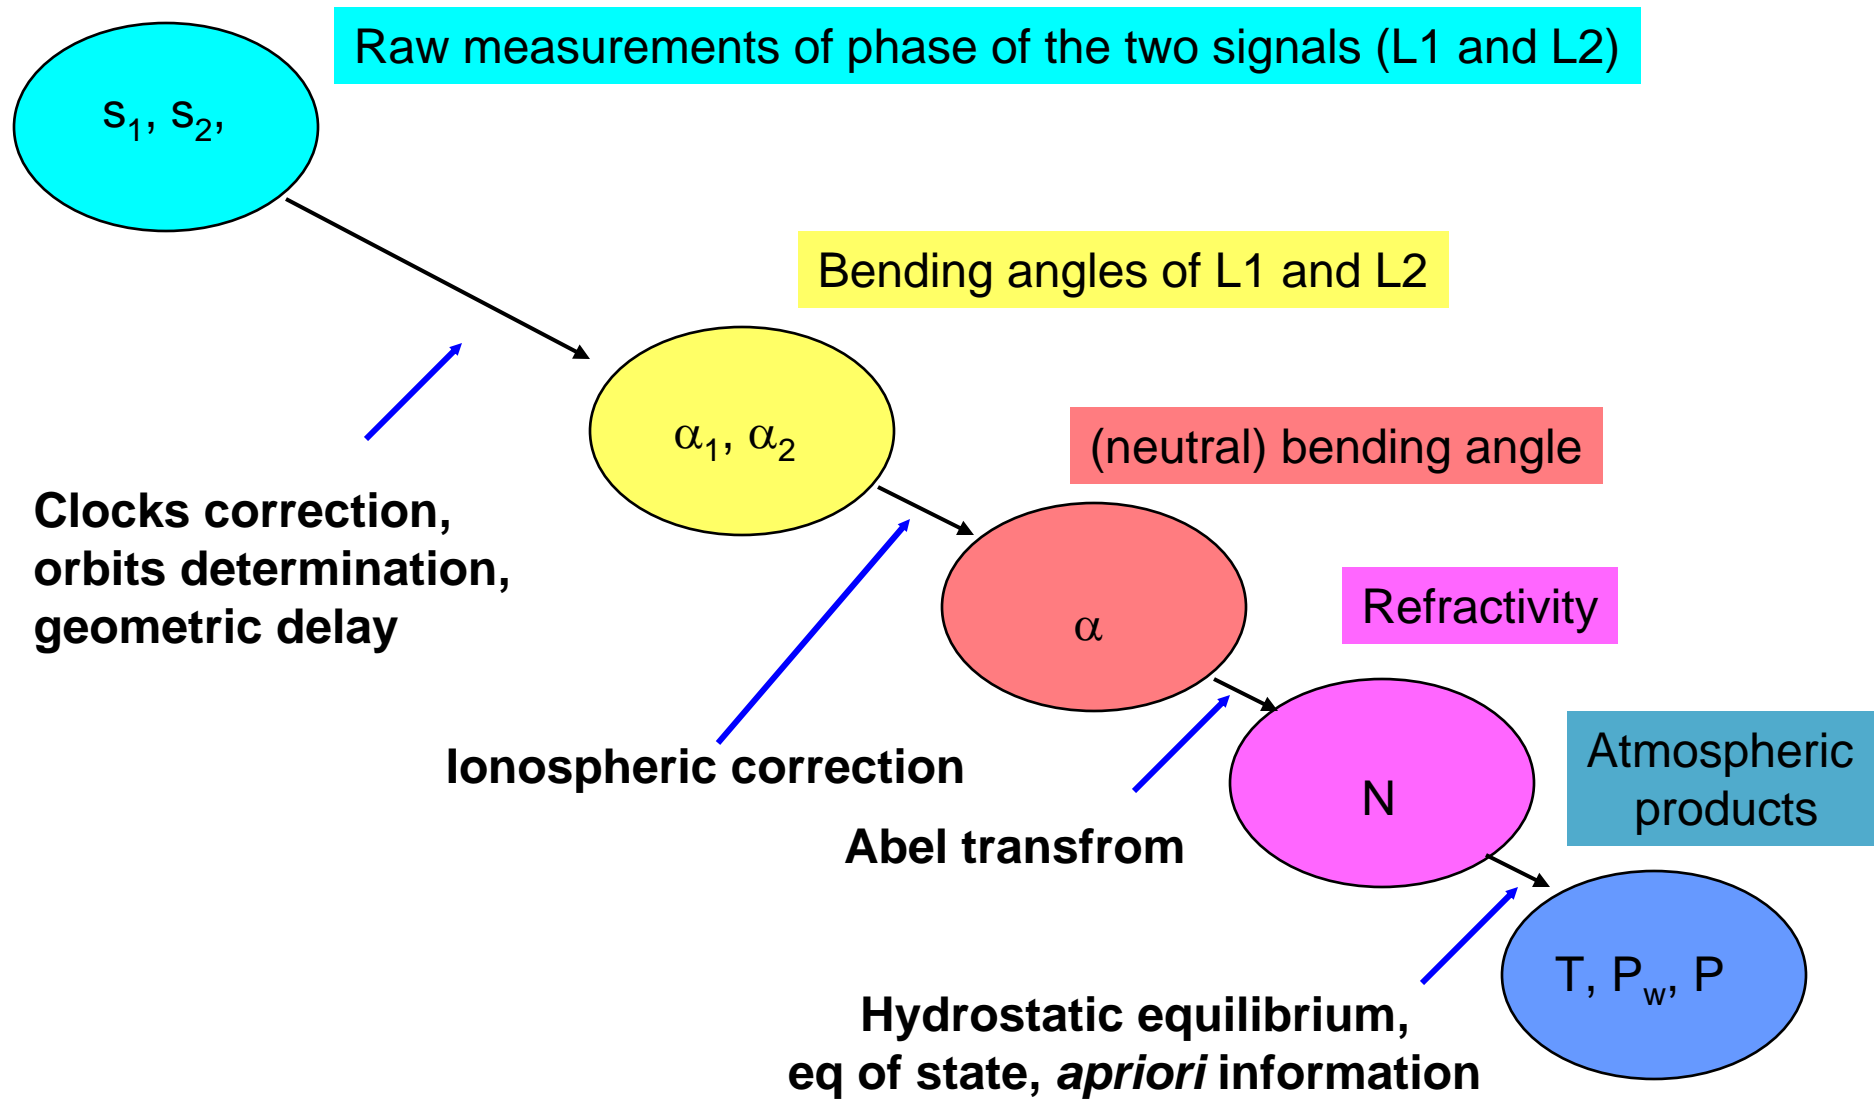 Raw measurements of phase of the two signals (L1 and L2)
s₁, s₂,
Bending angles of L1 and L2
α₁, α₂
(neutral) bending angle
Clocks correction,
orbits determination,
geometric delay
α
Refractivity
Ionospheric correction
N
Atmospheric
products
Abel transfrom
T, P_w, P
Hydrostatic equilibrium,
eq of state, apriori information